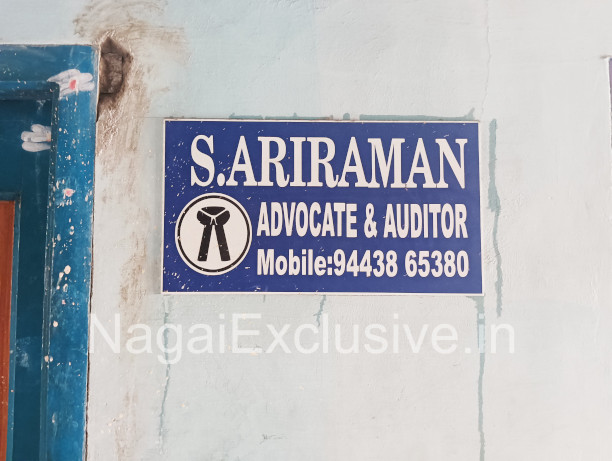 S.ARIRAMAN
ADVOCATE & AUDITOR
Mobile:94438 65380
NagaiExclusive.in